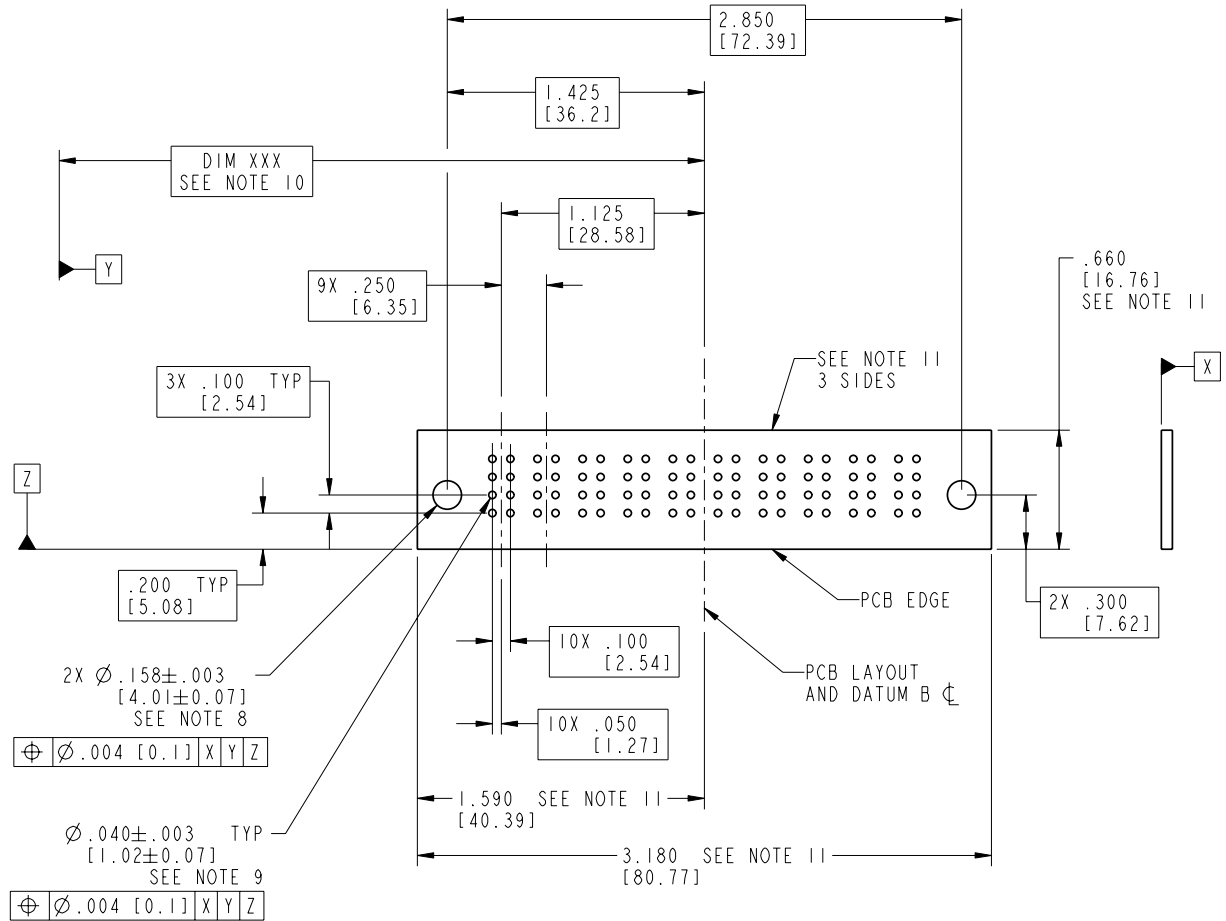 2.850
[72.39]
1.425
[36.2]
DIM XXX
SEE NOTE 10
1.125
[28.58]
Y
9X .250
[6.35]
.660
[16.76]
SEE NOTE 11
3X .100 TYP
[2.54]
SEE NOTE 11
3 SIDES
X
Z
.200 TYP
[5.08]
PCB EDGE
2X .300
[7.62]
10X .100
[2.54]
2X Ø.158±.003
[4.01±0.07]
SEE NOTE 8
PCB LAYOUT
AND DATUM B ℄
10X .050
[1.27]
⌖ Ø.004 [0.1] X Y Z
1.590 SEE NOTE 11
[40.39]
Ø.040±.003 TYP
[1.02±0.07]
SEE NOTE 9
3.180 SEE NOTE 11
[80.77]
⌖ Ø.004 [0.1] X Y Z